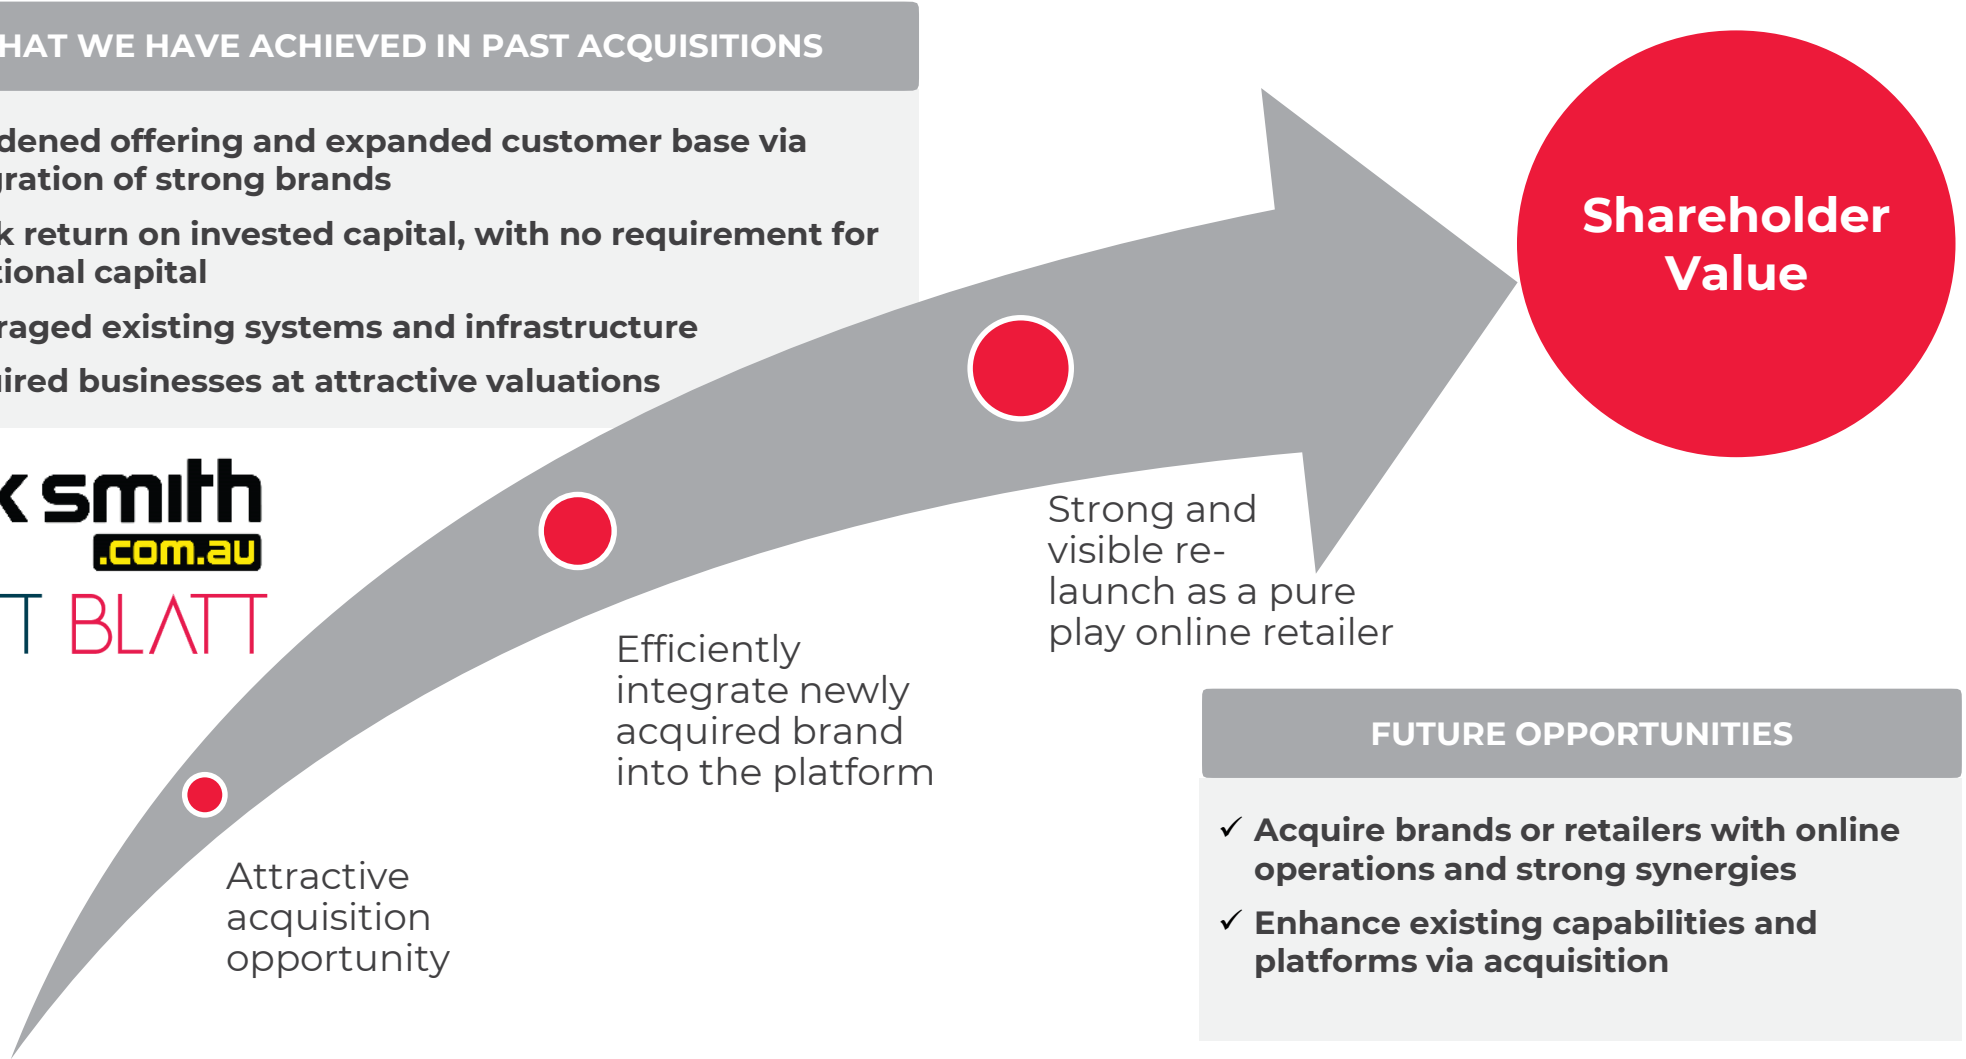 HAT WE HAVE ACHIEVED IN PAST ACQUISITIONS
dened offering and expanded customer base via
gration of strong brands
k return on invested capital, with no requirement for
tional capital
raged existing systems and infrastructure
ired businesses at attractive valuations
k smith
.com.au
T BLATT
Shareholder
Value
Strong and
visible re-
launch as a pure
play online retailer
Efficiently
integrate newly
acquired brand
into the platform
Attractive
acquisition
opportunity
FUTURE OPPORTUNITIES
✓ Acquire brands or retailers with online
operations and strong synergies
✓ Enhance existing capabilities and
platforms via acquisition